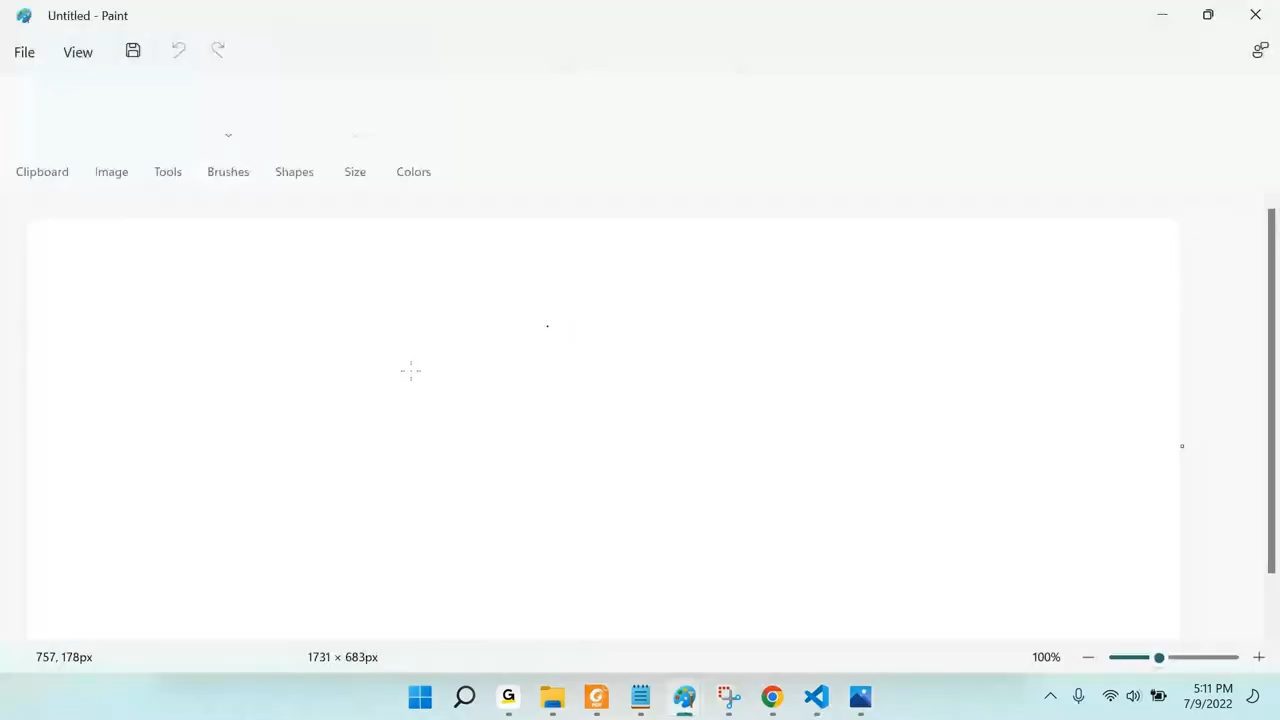 Untitled - Paint
File View
Clipboard Image Tools Brushes Shapes Size Colors
757, 178px 1731 × 683px 100%
G PDF 5:11 PM
7/9/2022